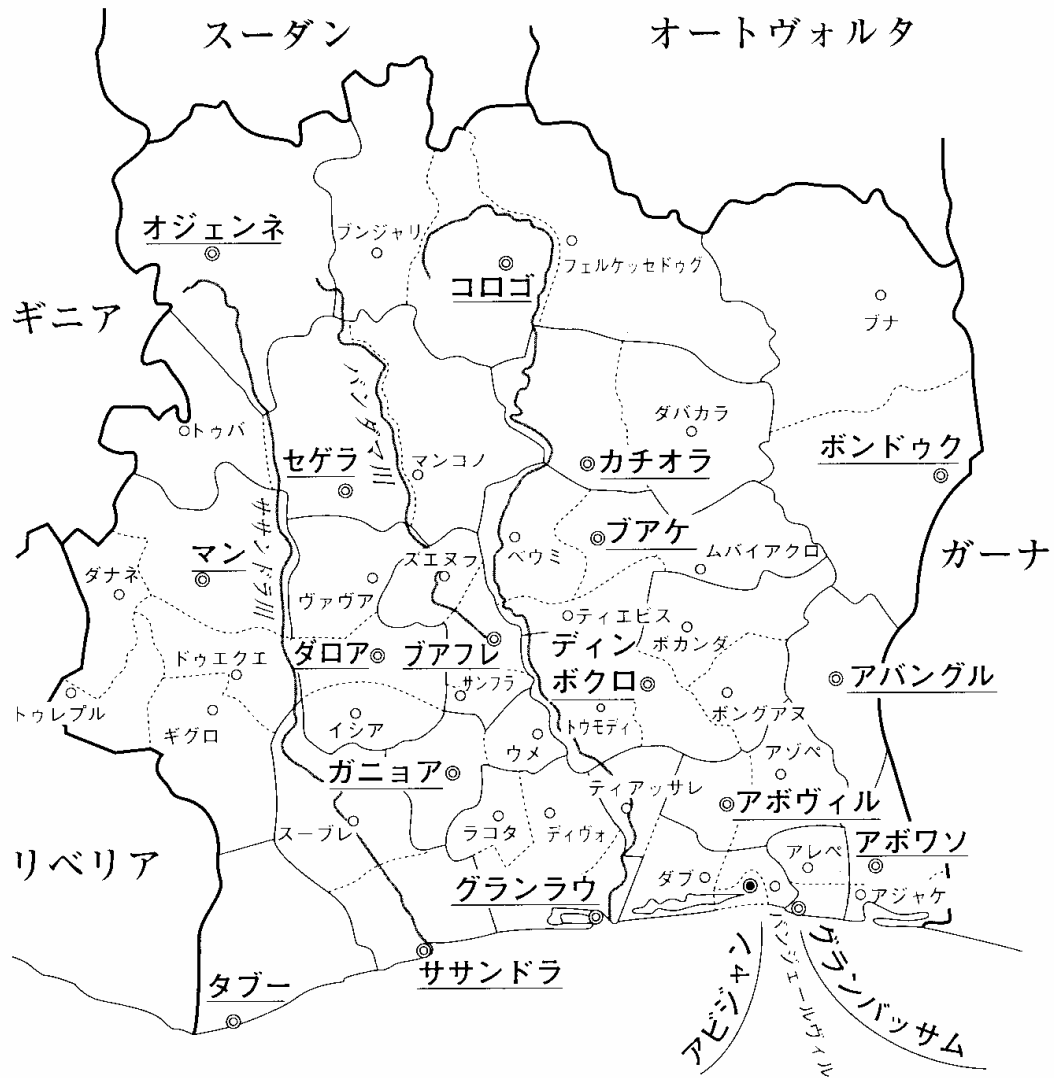 スーダン
オートヴォルタ
オジェンネ
ブンジャリ
コロゴ
フェルケッセドゥグ
ギニア
ブナ
トゥバ
バンダマ川
ダバカラ
セゲラ
マンコノ
カチオラ
ボンドゥク
ササンドラ川
マン
ダナネ
ズエヌラ
ベウミ
ブアケ
ムバイアクロ
ガーナ
ヴァヴア
ティエビス
ドゥエクエ
ダロア
ブアフレ
ディン
ボクロ
ボカンダ
アバングル
サンフラ
トゥレプル
ギグロ
イシア
トゥモディ
ボングアヌ
ウメ
アゾペ
ガニョア
ティアッサレ
アボヴィル
スーブレ
ラコタ
ディヴォ
アボワソ
リベリア
アレペ
グランラウ
ダブ
アジャケ
ササンドラ
タブー
アビジャン
バンジェールヴィル
グランバッサム